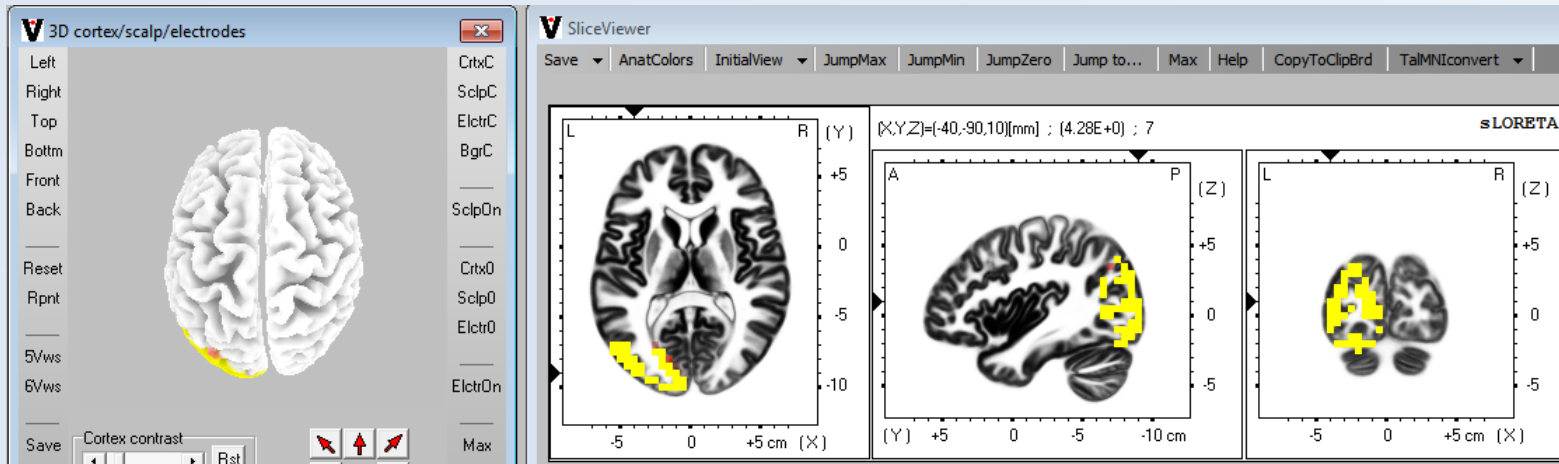 3D cortex/scalp/electrodes
Left
Right
Top
Bottm
Front
Back
Reset
Rpnt
5Vws
6Vws
Save
CrtxC
SclpC
ElctrC
BgrC
SclpOn
Crtx0
Sclp0
Elctr0
ElctrOn
Max
Cortex contrast
Rst
SliceViewer
Save AnatColors InitialView JumpMax JumpMin JumpZero Jump to... Max Help CopyToClipBrd TalMNIconvert
(X,Y,Z)=(-40,-90,10)[mm] ; (4.28E+0) ; 7
sLORETA
L R (Y)
+5
0
-5
-10
-5 0 +5 cm (X)
A P (Z)
+5
0
-5
(Y) +5 0 -5 -10 cm
L R (Z)
+5
0
-5
-5 0 +5 cm (X)